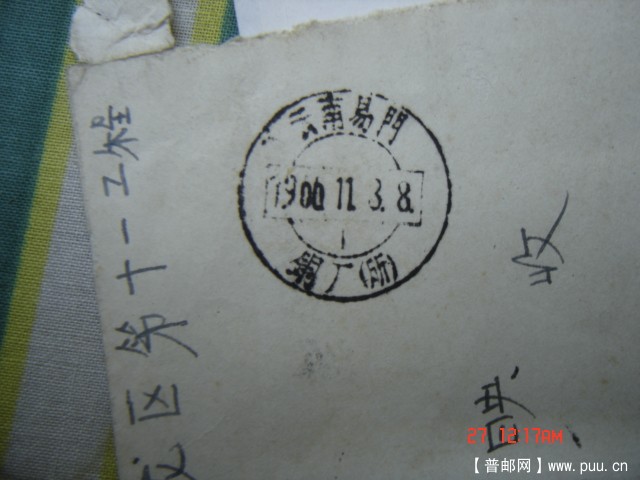 云南易門
1966 11 3. 8.
1
厂(所)
区第十一工程
收
27 12:17AM
【普邮网】www.puu.cn